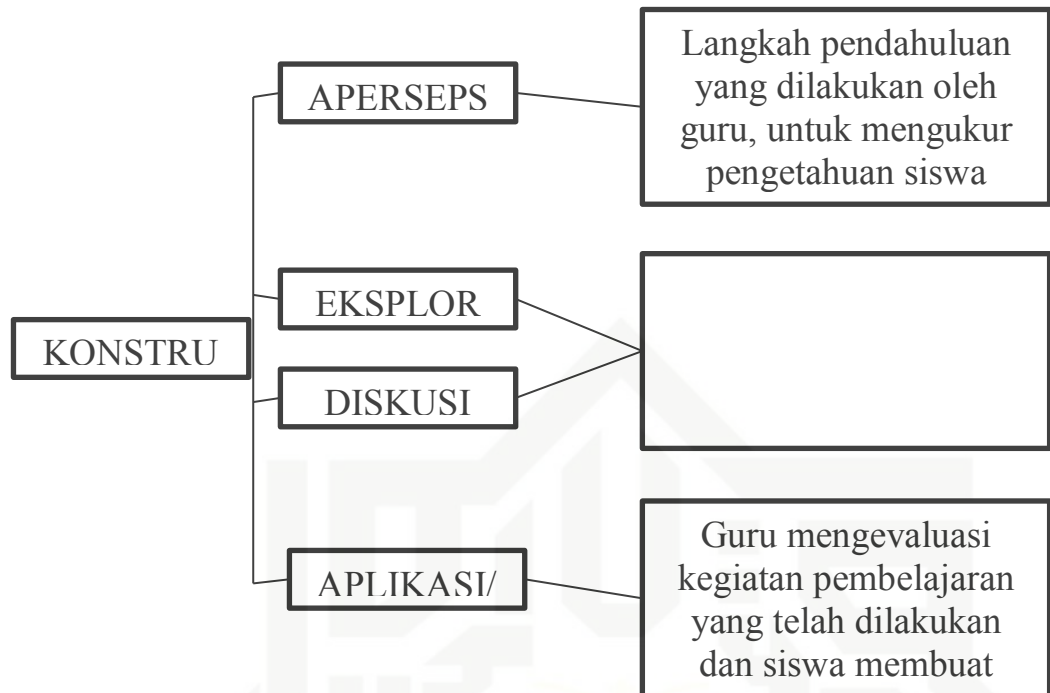 KONSTRU
APERSEPS
Langkah pendahuluan
yang dilakukan oleh
guru, untuk mengukur
pengetahuan siswa
EKSPLOR
DISKUSI
APLIKASI/
Guru mengevaluasi
kegiatan pembelajaran
yang telah dilakukan
dan siswa membuat